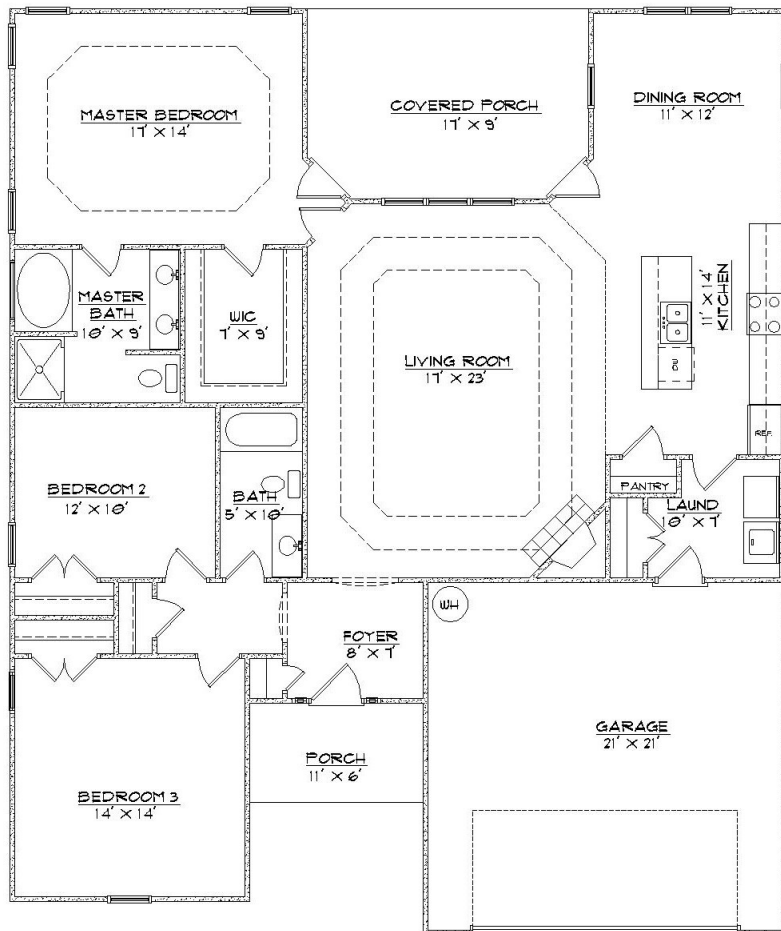 MASTER BEDROOM
17' X 14'
COVERED PORCH
17' X 9'
DINING ROOM
11' X 12'
MASTER
BATH
10' X 9'
WIC
7' X 9'
LIVING ROOM
17' X 23'
KITCHEN
11' X 14'
DW
REF.
BEDROOM 2
12' X 10'
BATH
5' X 10'
PANTRY
LAUND
10' X 7'
WH
FOYER
8' X 7'
GARAGE
21' X 21'
PORCH
11' X 6'
BEDROOM 3
14' X 14'